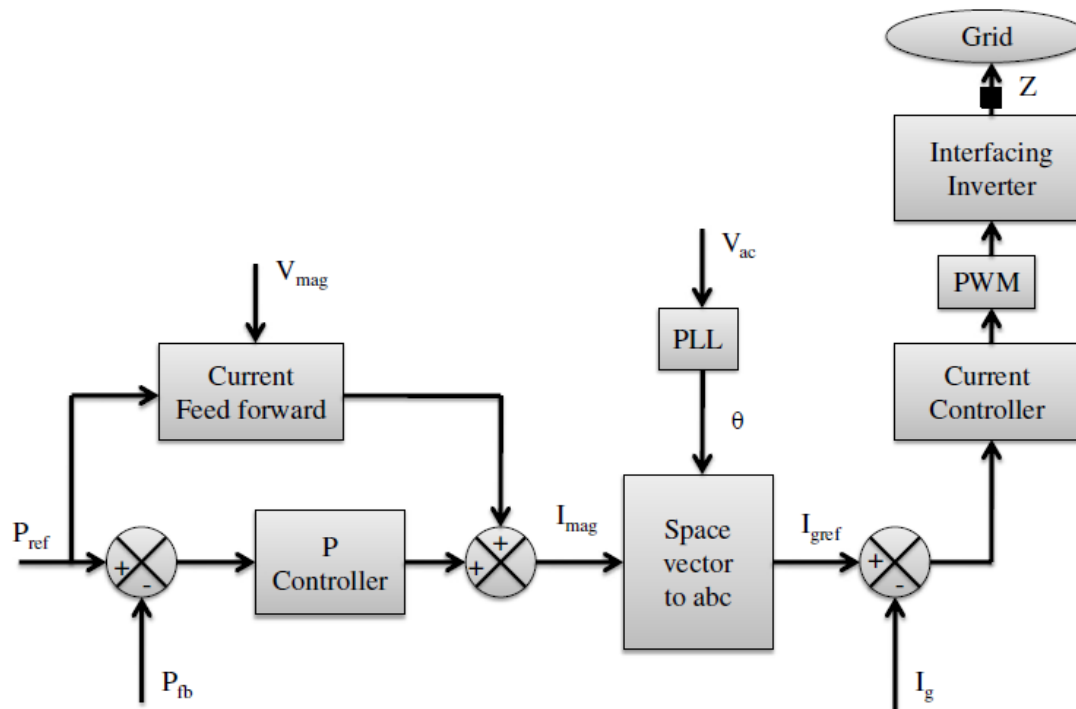 Grid
Z
Interfacing
Inverter
V_ac
V_mag
PWM
PLL
Current
Feed forward
Current
Controller
θ
P_ref
I_mag
I_gref
+
-
P
Controller
+
+
Space
vector
to abc
+
-
P_fb
I_g